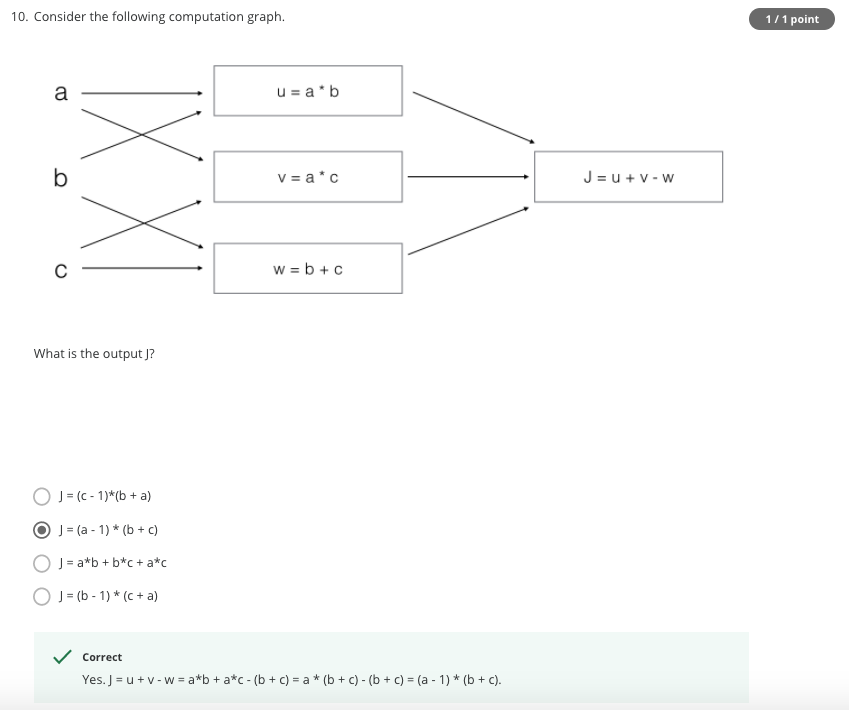 10. Consider the following computation graph.
1 / 1 point
a
u = a * b
b
v = a * c
J = u + v - w
c
w = b + c
What is the output J?
J = (c - 1)*(b + a)
J = (a - 1) * (b + c)
J = a*b + b*c + a*c
J = (b - 1) * (c + a)
Correct
Yes. J = u + v - w = a*b + a*c - (b + c) = a * (b + c) - (b + c) = (a - 1) * (b + c).